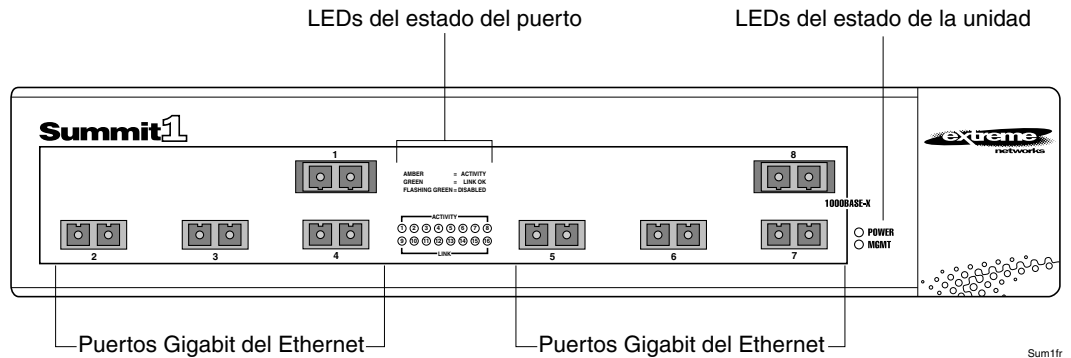 LEDs del estado del puerto
LEDs del estado de la unidad
Summit1
extreme
networks
1
8
AMBER = ACTIVITY
GREEN = LINK OK
FLASHING GREEN = DISABLED
1000BASE-X
ACTIVITY
1 2 3 4 5 6 7 8
9 10 11 12 13 14 15 16
LINK
POWER
MGMT
2
3
4
5
6
7
Puertos Gigabit del Ethernet
Puertos Gigabit del Ethernet
Sum1fr